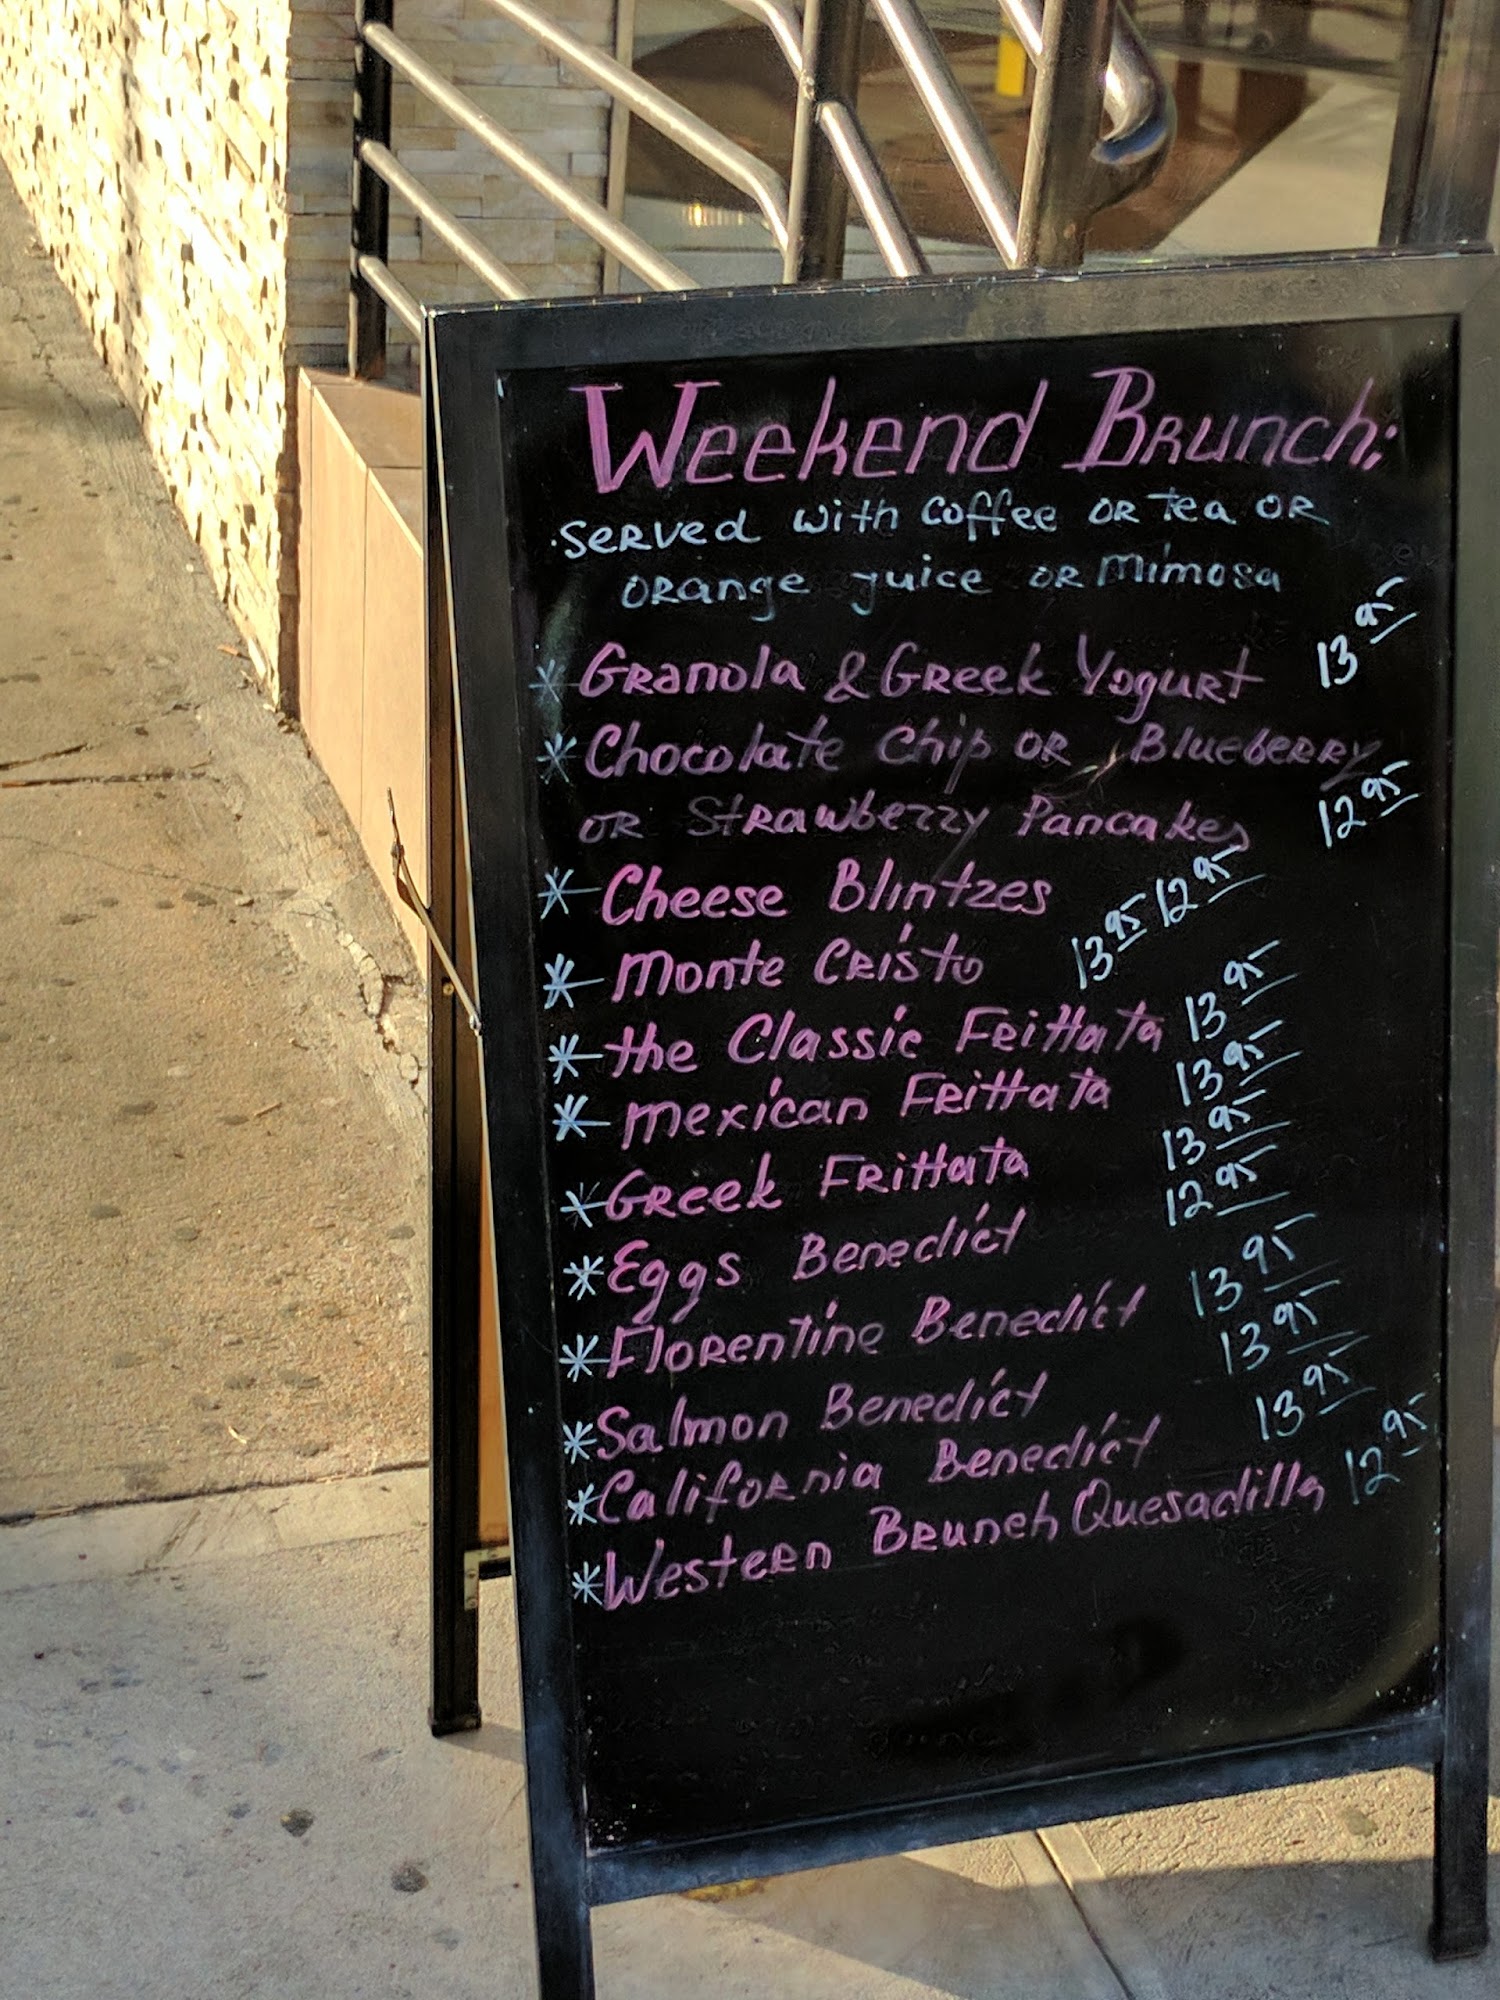 Weekend Brunch:
Served with Coffee or Tea or
orange juice or mimosa
* Granola & Greek Yogurt 13 95
* Chocolate Chip or Blueberry
or Strawberry Pancakes 12 95
* Cheese Blintzes 12 95
* Monte Cristo 13 95
* the Classic Frittata 13 95
* Mexican Frittata 13 95
* Greek Frittata 13 95
* Eggs Benedict 12 95
* Florentine Benedict 13 95
* Salmon Benedict 13 95
* California Benedict 13 95
* Western Brunch Quesadilla 12 95